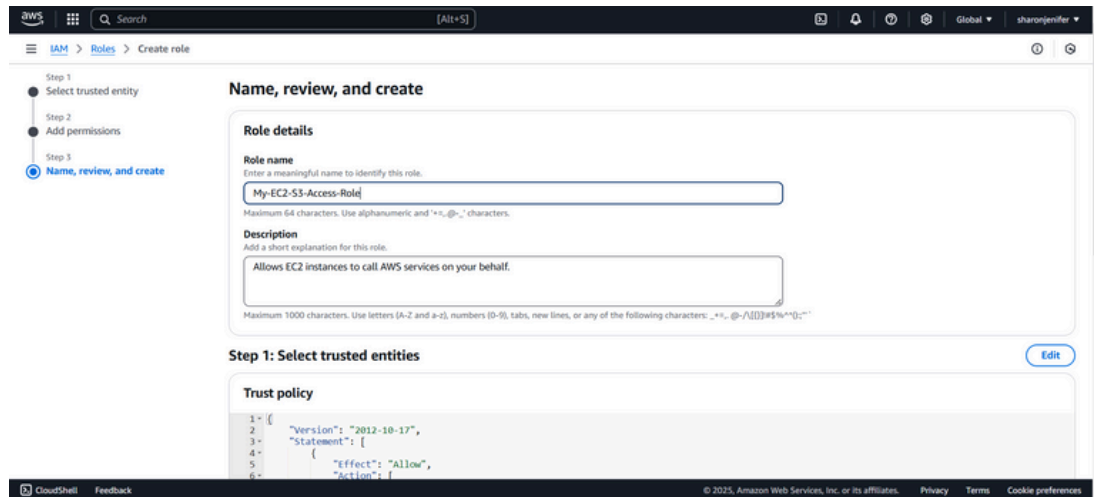 aws
Search [Alt+S] Global sharonjenifer
IAM > Roles > Create role
Step 1
Select trusted entity
Step 2
Add permissions
Step 3
Name, review, and create
Name, review, and create
Role details
Role name
Enter a meaningful name to identify this role.
My-EC2-S3-Access-Role
Maximum 64 characters. Use alphanumeric and '+=,.@-_' characters.
Description
Add a short explanation for this role.
Allows EC2 instances to call AWS services on your behalf.
Maximum 1000 characters. Use letters (A-Z and a-z), numbers (0-9), tabs, new lines, or any of the following characters:
Step 1: Select trusted entities
Edit
Trust policy
1 {
2 "Version": "2012-10-17",
3 "Statement": [
4 {
5 "Effect": "Allow",
6 "Action": [
CloudShell Feedback © 2025, Amazon Web Services, Inc. or its affiliates. Privacy Terms Cookie preferences